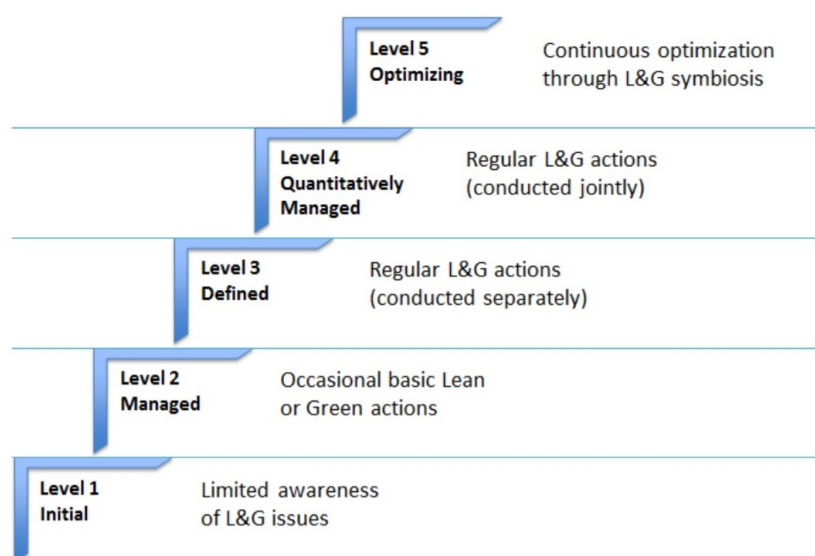 Level 5
Optimizing
Continuous optimization
through L&G symbiosis
Level 4
Quantitatively
Managed
Regular L&G actions
(conducted jointly)
Level 3
Defined
Regular L&G actions
(conducted separately)
Level 2
Managed
Occasional basic Lean
or Green actions
Level 1
Initial
Limited awareness
of L&G issues